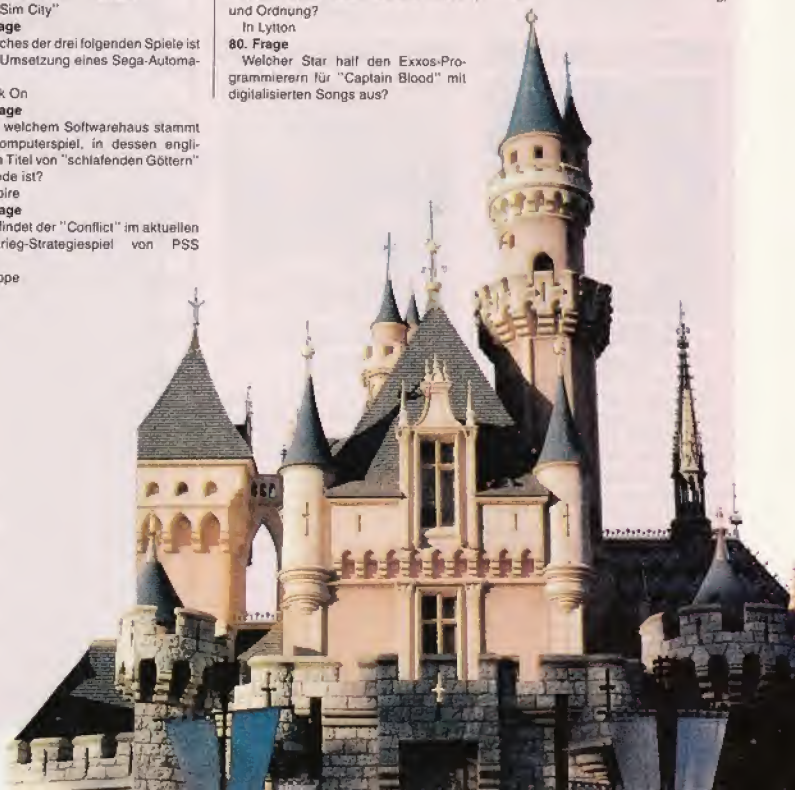 Sim City"
age
ches der drei folgenden Spiele ist
Umsetzung eines Sega-Automa-
k On
age
welchem Softwarehaus stammt
omputerspiel, in dessen engli-
n Titel von "schlafenden Göttern"
de ist?
pire
age
findet der "Conflict" im aktuellen
rieg-Strategiespiel von PSS
ope
und Ordnung?
In Lytton
80. Frage
Welcher Star half den Exxos-Pro-
grammierern für "Captain Blood" mit
digitalisierten Songs aus?